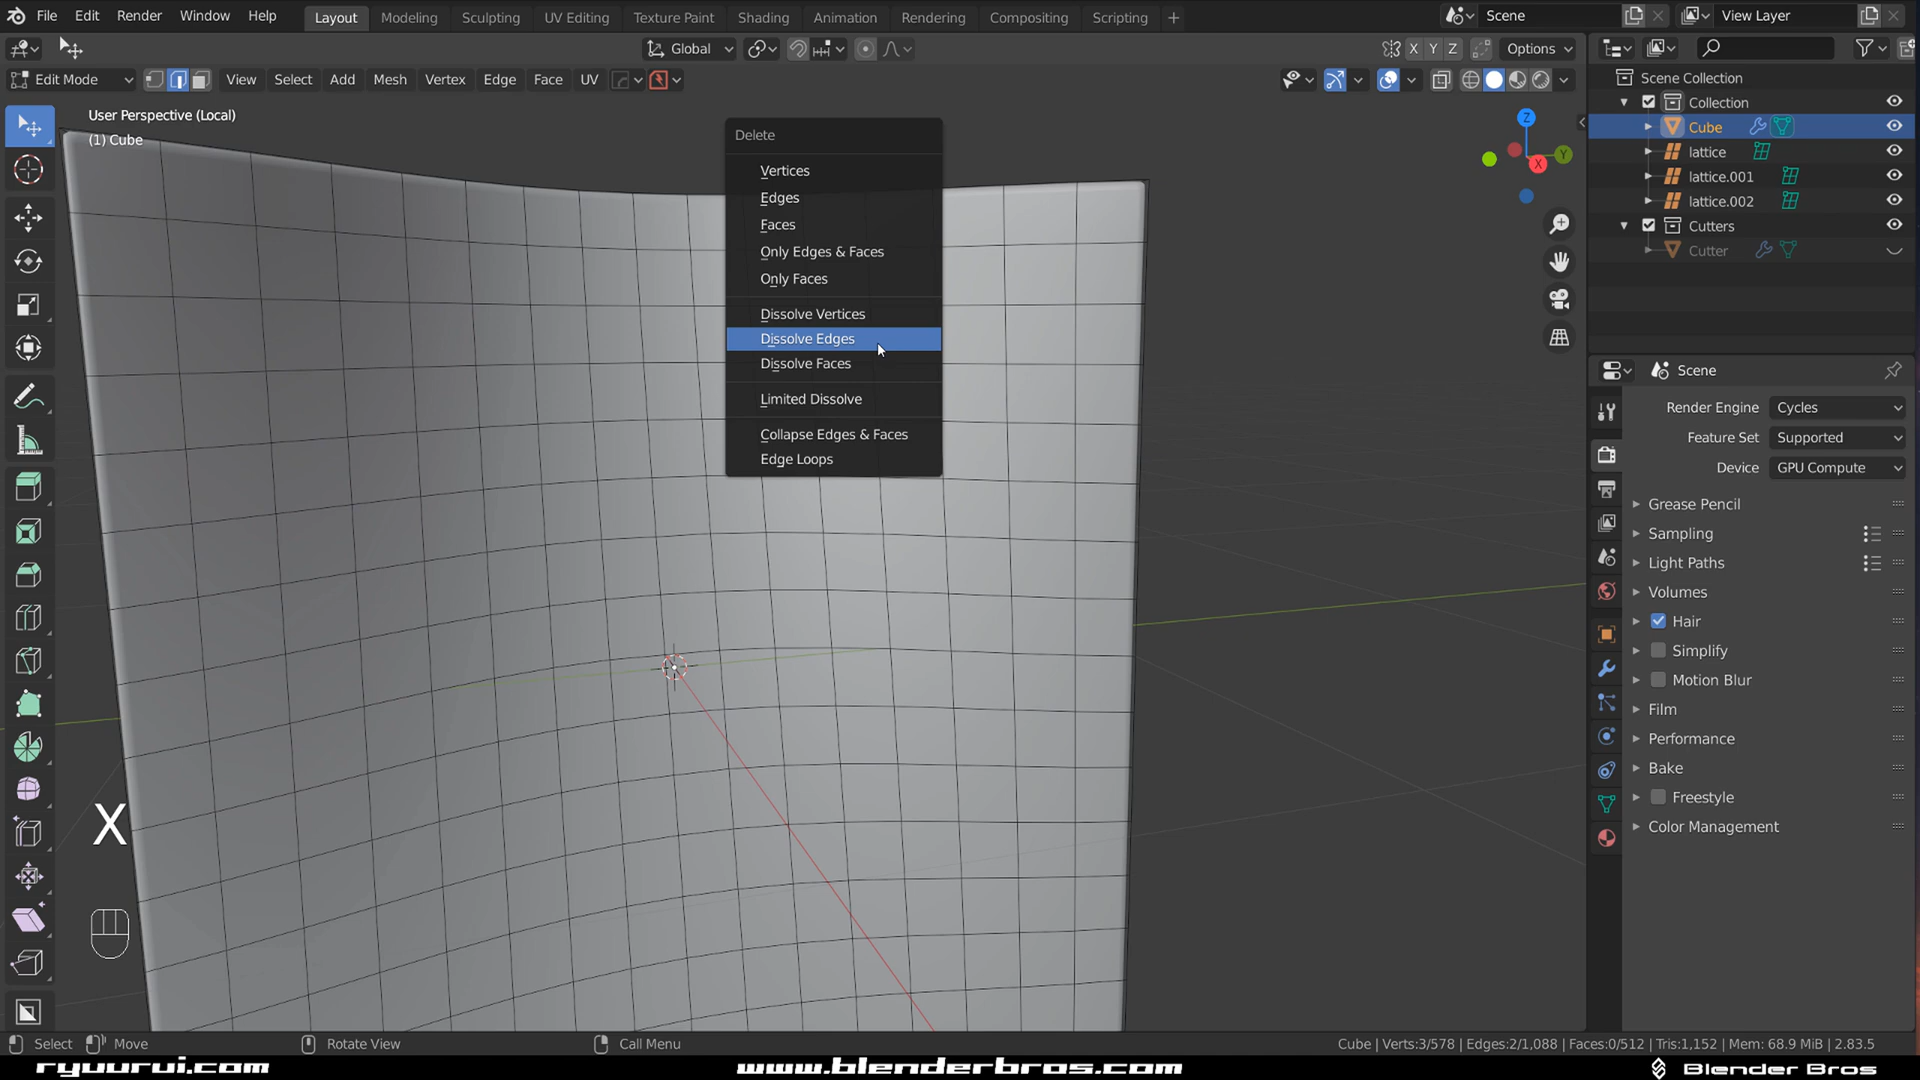 File Edit Render Window Help Layout Modeling Sculpting UV Editing Texture Paint Shading Animation Rendering Compositing Scripting + Scene View Layer
Global X Y Z Options
Edit Mode View Select Add Mesh Vertex Edge Face UV
User Perspective (Local)
(1) Cube
Delete
Vertices
Edges
Faces
Only Edges & Faces
Only Faces
Dissolve Vertices
Dissolve Edges
Dissolve Faces
Limited Dissolve
Collapse Edges & Faces
Edge Loops
Z
Y
X
X
Scene Collection
Collection
Cube
lattice
lattice.001
lattice.002
Cutters
Cutter
Scene
Render Engine Cycles
Feature Set Supported
Device GPU Compute
Grease Pencil
Sampling
Light Paths
Volumes
Hair
Simplify
Motion Blur
Film
Performance
Bake
Freestyle
Color Management
Select Move Rotate View Call Menu Cube | Verts:3/578 | Edges:2/1,088 | Faces:0/512 | Tris:1,152 | Mem: 68.9 MiB | 2.83.5
ryuurui.com www.blenderbros.com Blender Bros